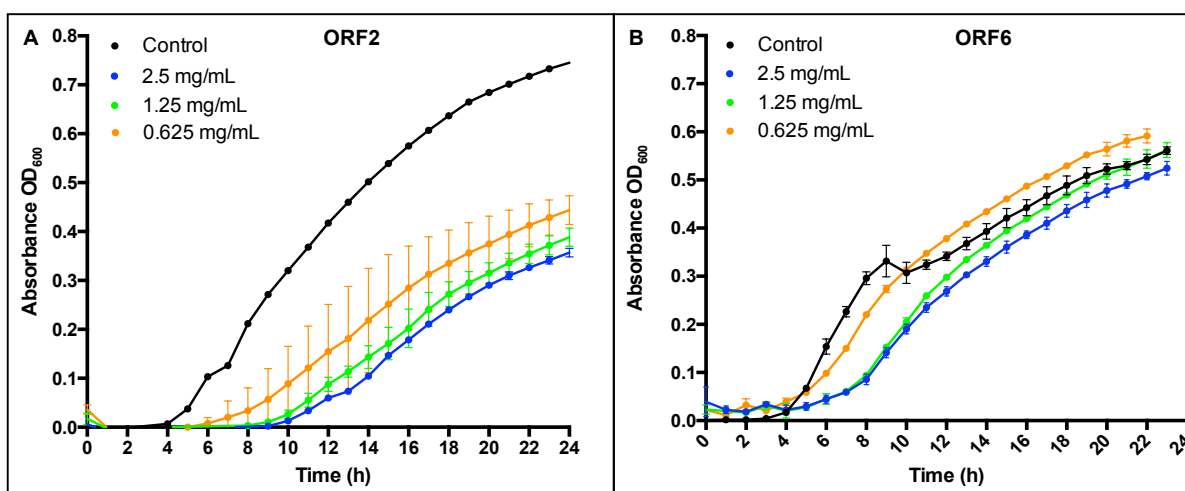 A
ORF2
Control
2.5 mg/mL
1.25 mg/mL
0.625 mg/mL
Absorbance OD600
0.8
0.7
0.6
0.5
0.4
0.3
0.2
0.1
0.0
0 2 4 6 8 10 12 14 16 18 20 22 24
Time (h)
B
ORF6
Control
2.5 mg/mL
1.25 mg/mL
0.625 mg/mL
Absorbance OD600
0.8
0.7
0.6
0.5
0.4
0.3
0.2
0.1
0.0
0 2 4 6 8 10 12 14 16 18 20 22 24
Time (h)